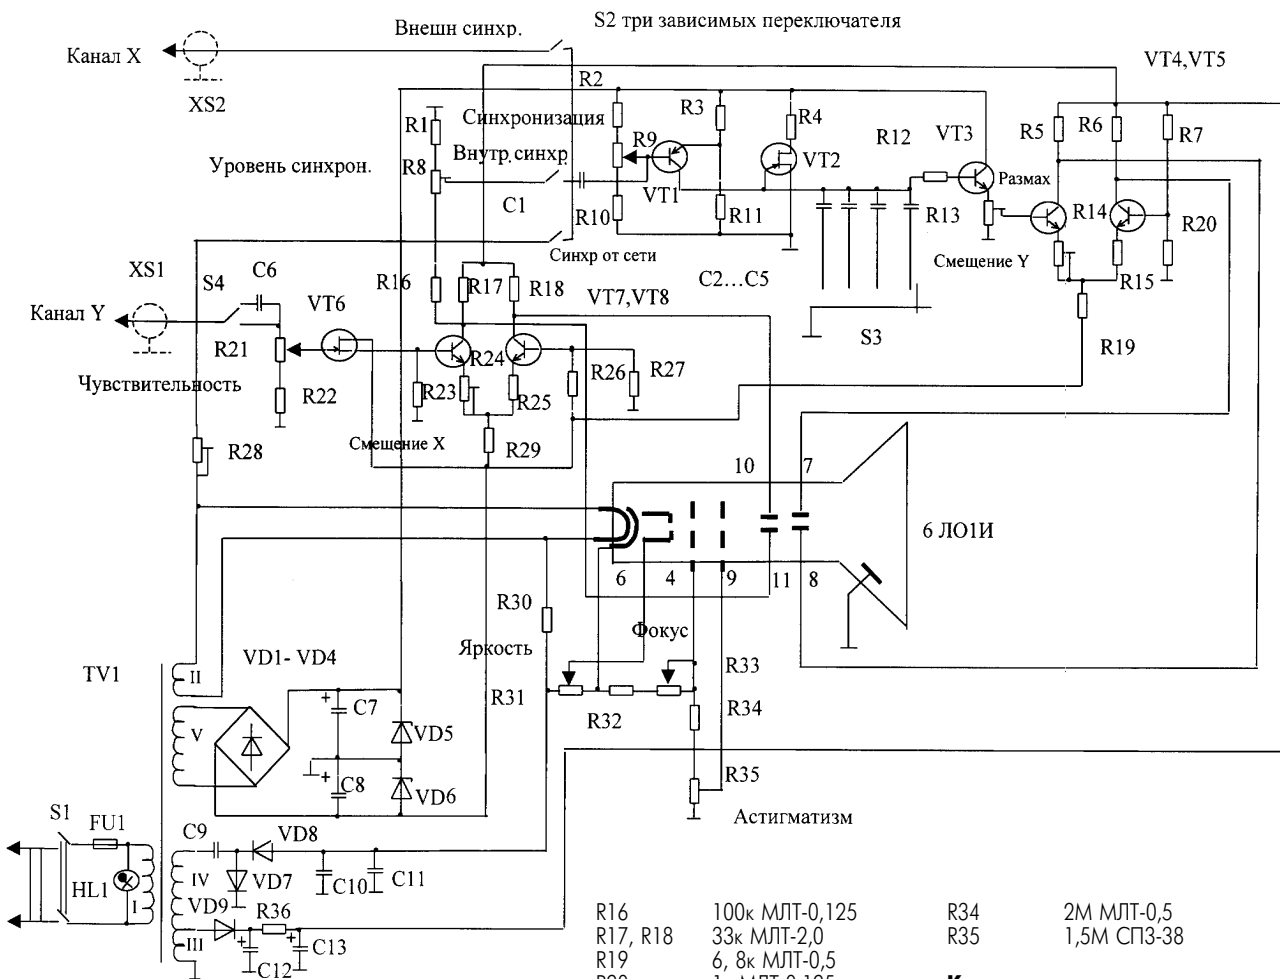 S2 три зависимых переключателя
Внешн синхр.
Канал X
VT4,VT5
XS2
R2
R3
R4
R1
Синхронизация
R5
R6
R7
R12
VT3
R9
Внутр,синхр
VT2
Уровень синхрон.
R8
VT1
Размах
C1
R10
R11
R13
R14
R20
Синхр от сети
Смещение Y
XS1
S4
C6
R16
R17
R18
C2...C5
R15
VT6
VT7,VT8
Канал Y
R21
R24
S3
R19
Чувствительность
R22
R23
R25
R26
R27
Смещение X
R29
R28
10
7
6 ЛО1И
6
4
9
11
8
R30
Фокус
Яркость
TV1
II
VD1- VD4
R33
R31
R32
R34
V
+
C7
VD5
+
C8
VD6
R35
Астигматизм
S1
FU1
C9
VD8
HL1
I
IV
VD7
C10
C11
VD9
R36
III
+
C12
+
C13
R16 100к МЛТ-0,125 R34 2М МЛТ-0,5
R17, R18 33к МЛТ-2,0 R35 1,5М СПЗ-38
R19 6, 8к МЛТ-0,5